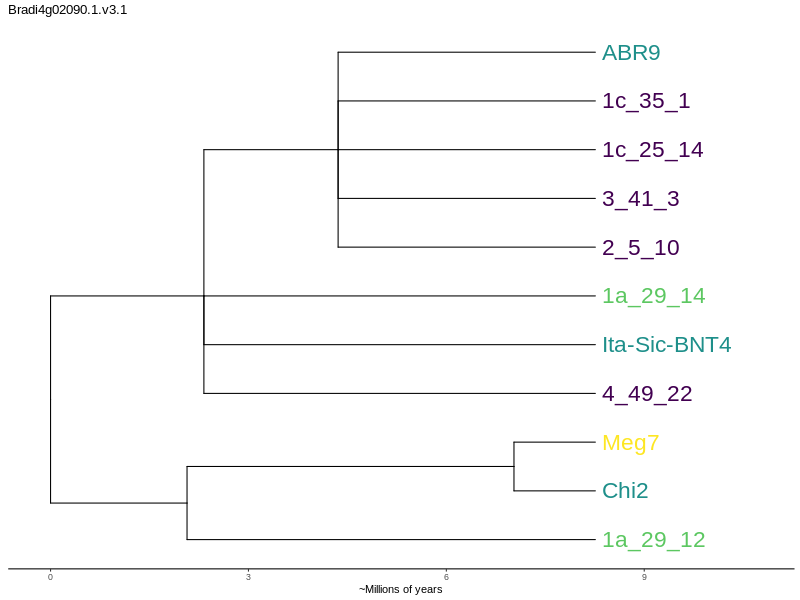 Bradi4g02090.1.v3.1
ABR9
1c_35_1
1c_25_14
3_41_3
2_5_10
1a_29_14
Ita-Sic-BNT4
4_49_22
Meg7
Chi2
1a_29_12
0 3 6 9
~Millions of years